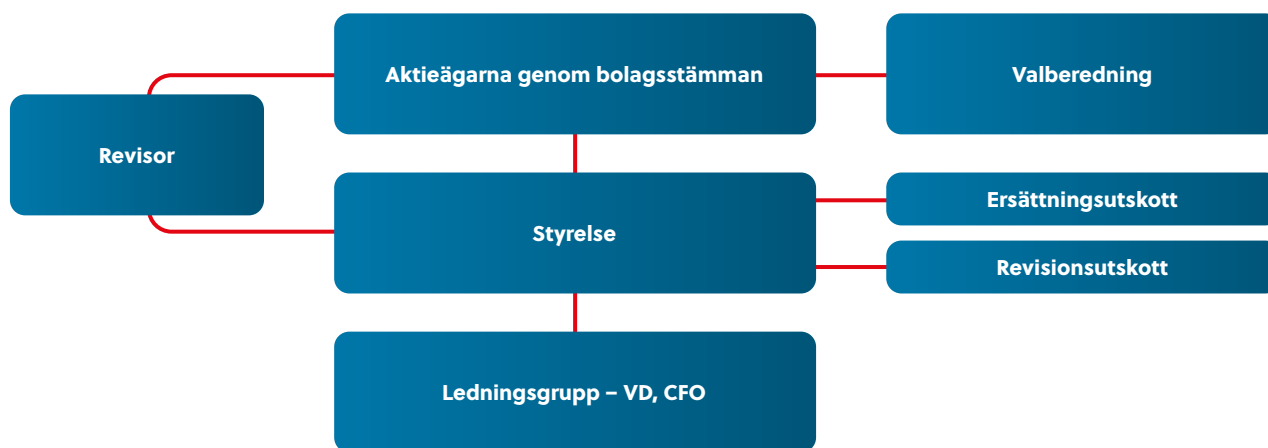 Aktieägarna genom bolagsstämman
Valberedning
Revisor
Ersättningsutskott
Styrelse
Revisionsutskott
Ledningsgrupp – VD, CFO